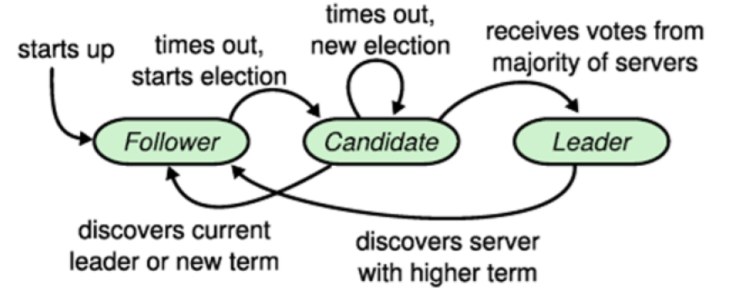 starts up
times out,
starts election
times out,
new election
receives votes from
majority of servers
Follower
Candidate
Leader
discovers current
leader or new term
discovers server
with higher term